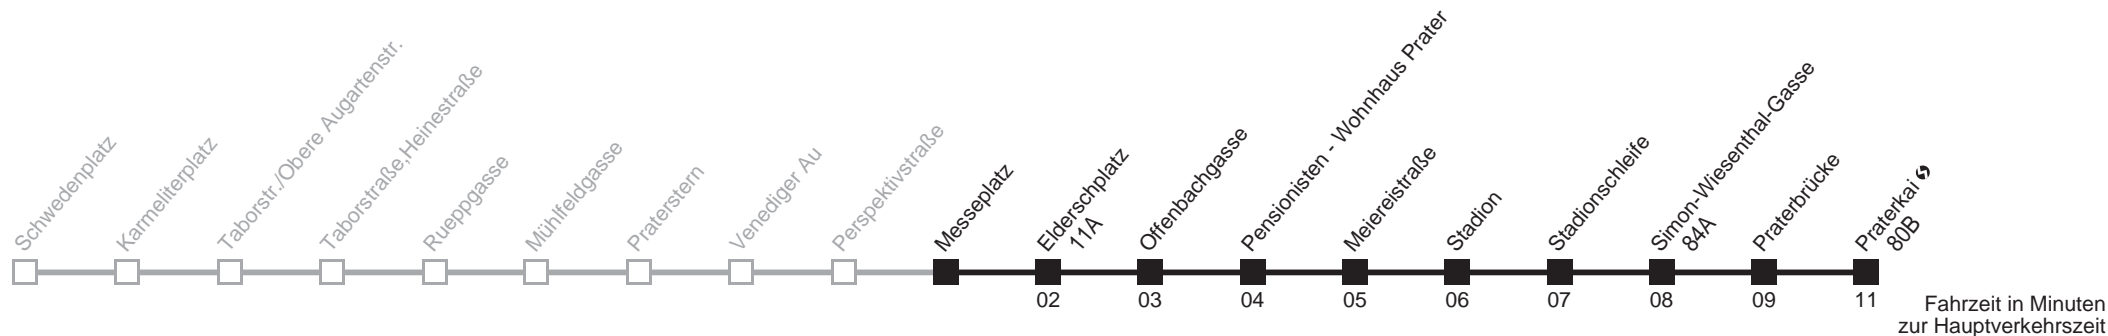 Schwedenplatz
Karmeliterplatz
Taborstr./Obere Augartenstr.
Taborstraße,Heinestraße
Rueppgasse
Mühlfeldgasse
Praterstern
Venediger Au
Perspektivstraße
Messeplatz
Elderschplatz
11A
Offenbachgasse
Pensionisten - Wohnhaus Prater
Meiereistraße
Stadion
Stadionschleife
Simon-Wiesenthal-Gasse
84A
Praterbrücke
Praterkai
80B
02 03 04 05 06 07 08 09 11
Fahrzeit in Minuten
zur Hauptverkehrszeit